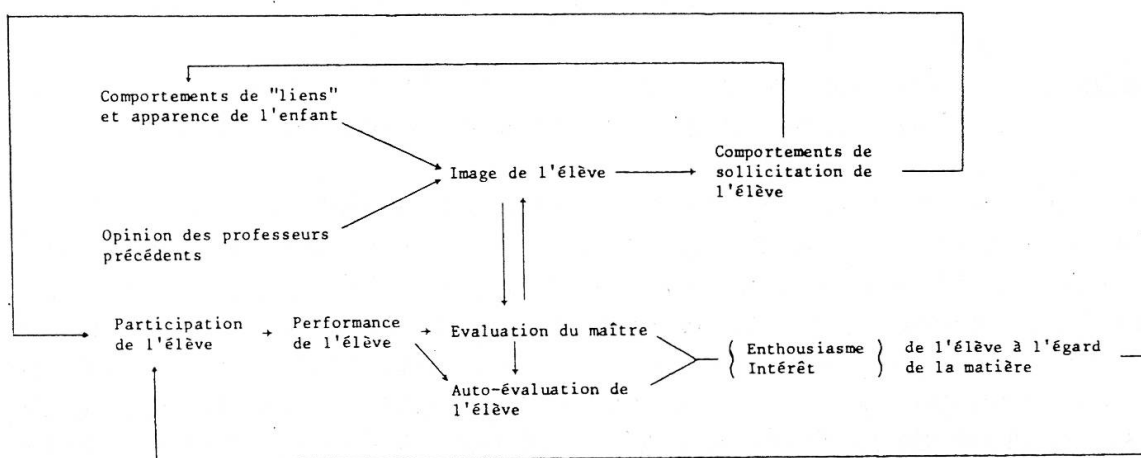 Comportements de "liens"
et apparence de l'enfant
Image de l'élève
Comportements de
sollicitation de
l'élève
Opinion des professeurs
précédents
Participation
de l'élève
Performance
de l'élève
Evaluation du maître
Auto-évaluation de
l'élève
Enthousiasme
Intérêt
de l'élève à l'égard
de la matière